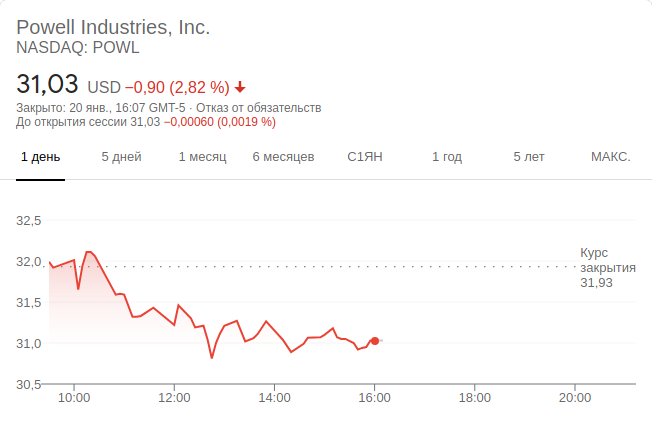 Powell Industries, Inc.
NASDAQ: POWL
31,03 USD −0,90 (2,82 %)
Закрыто: 20 янв., 16:07 GMT-5 · Отказ от обязательств
До открытия сессии 31,03 −0,00060 (0,0019 %)
1 день 5 дней 1 месяц 6 месяцев С1ЯН 1 год 5 лет МАКС.
32,5
32,0
31,5
31,0
30,5
Курс
закрытия
31,93
10:00 12:00 14:00 16:00 18:00 20:00